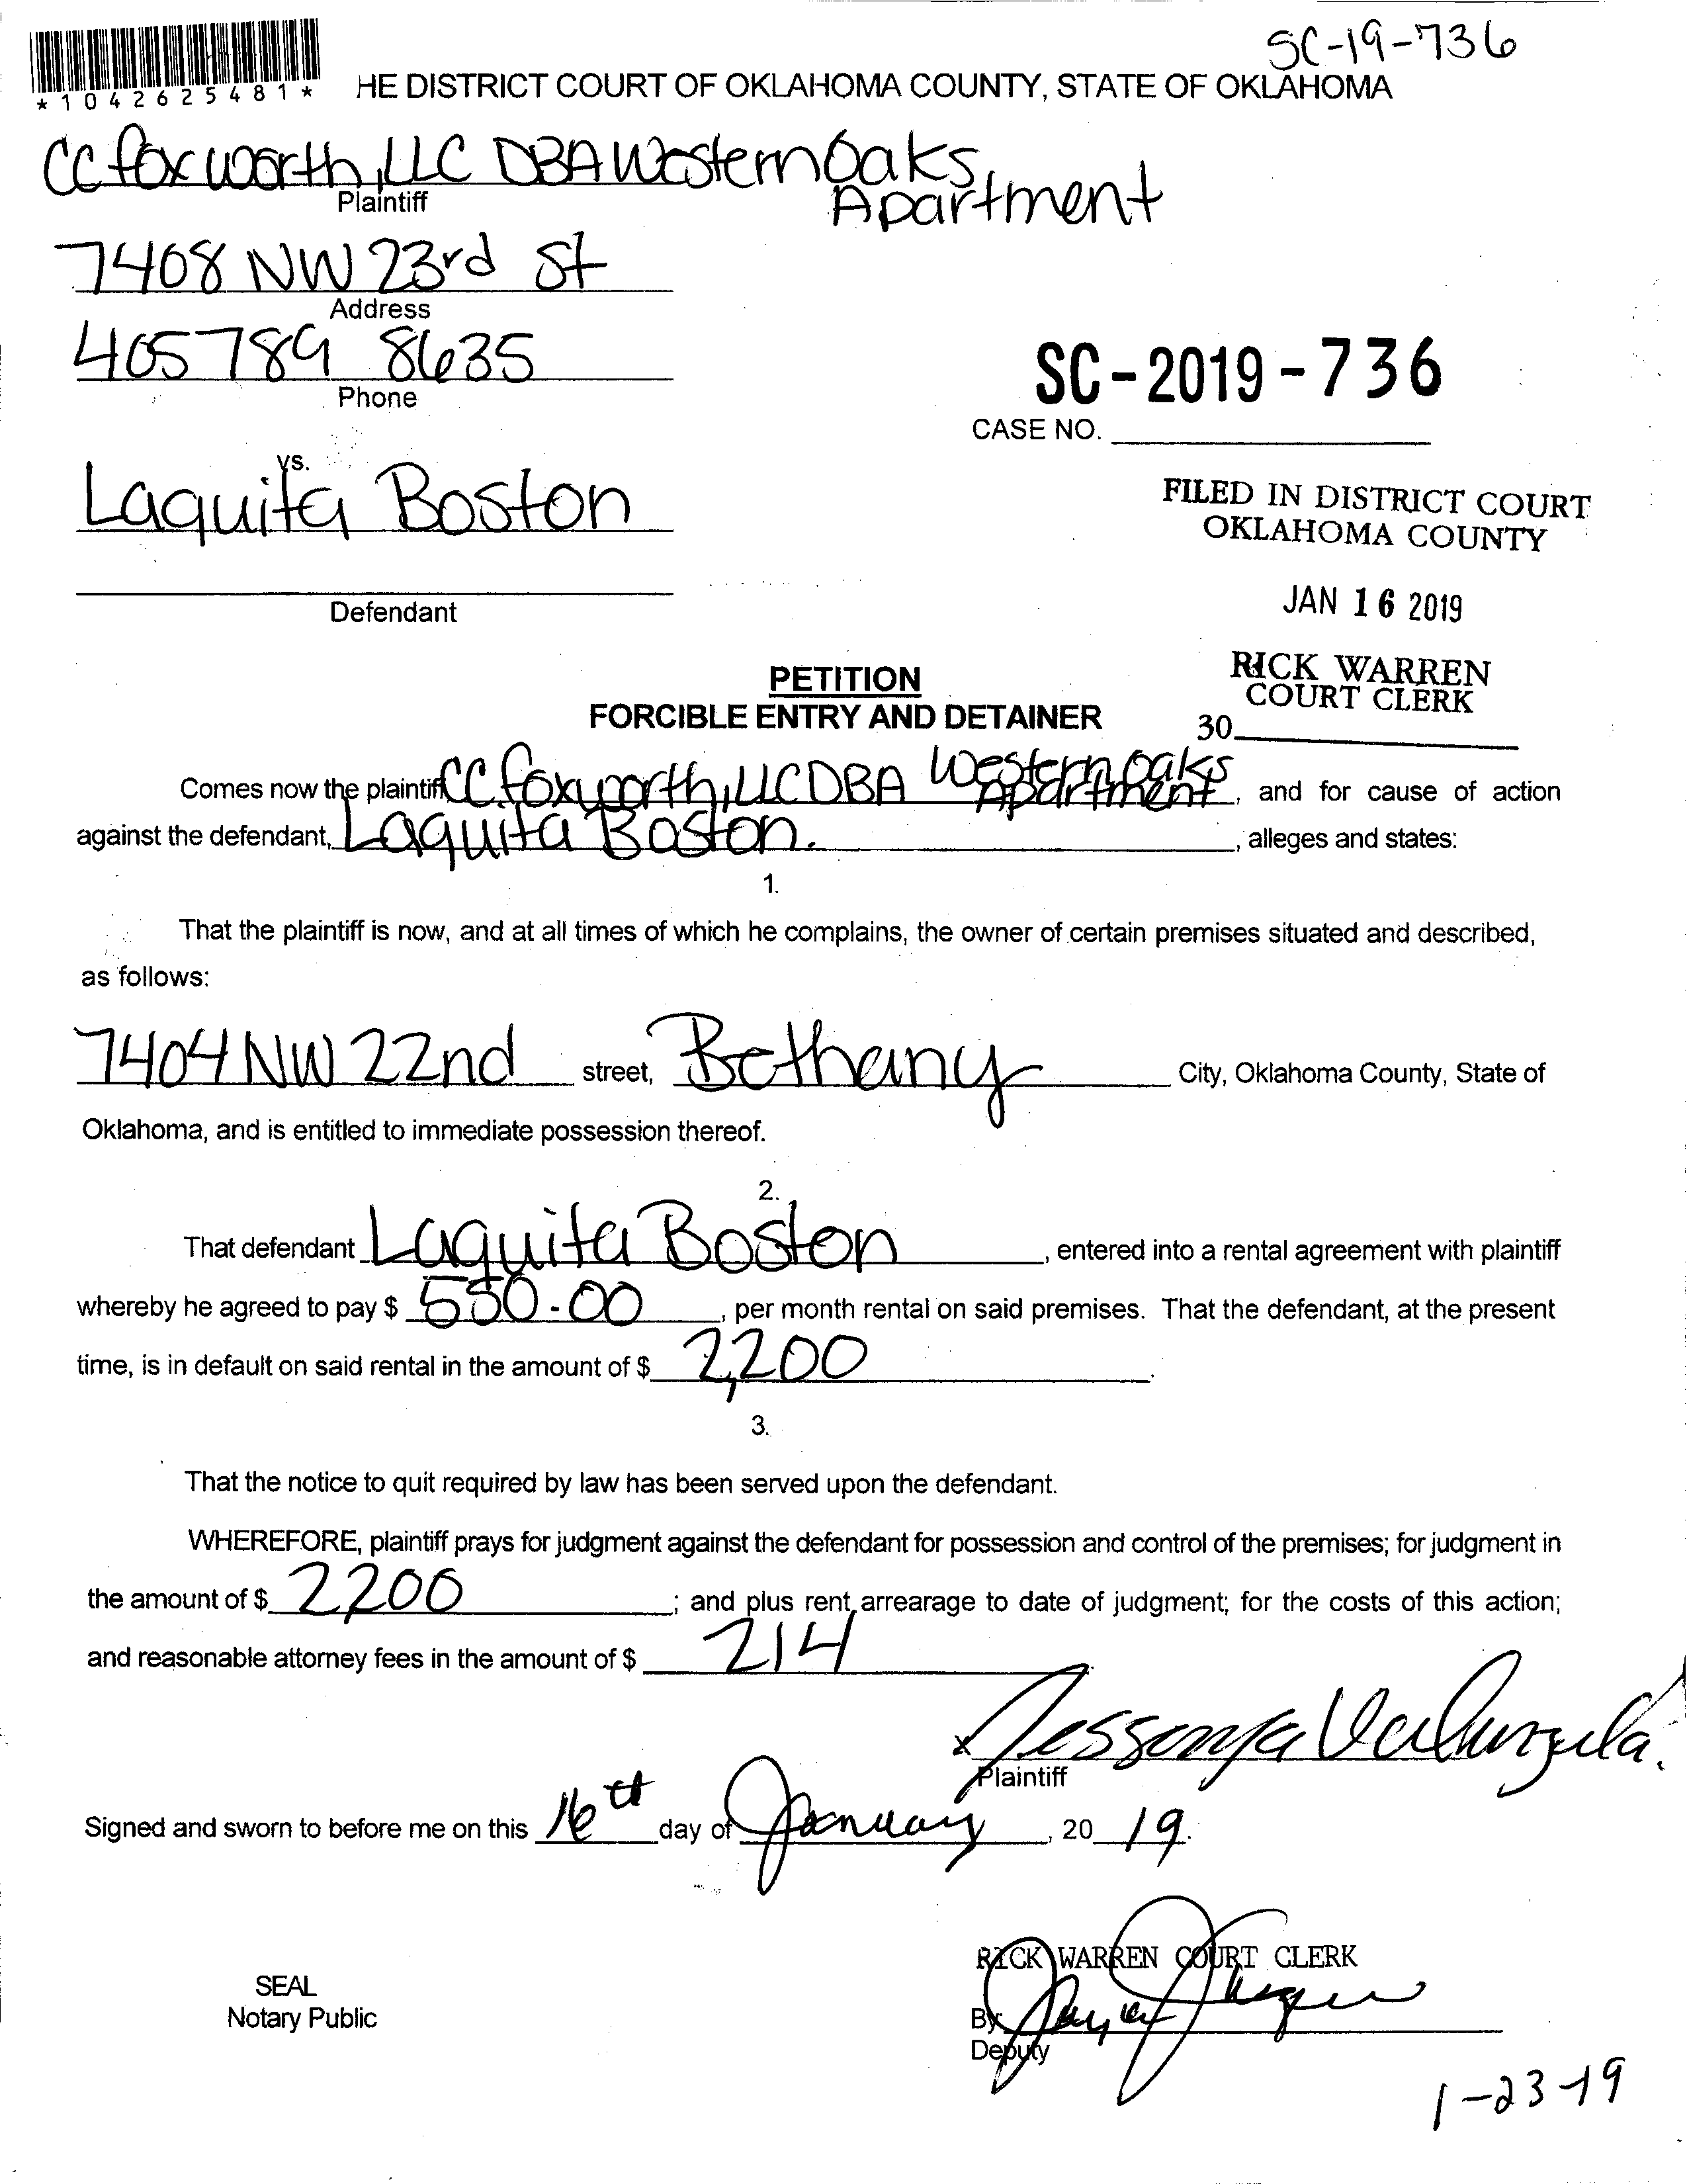 SC-19-736
*1042625481*
HE DISTRICT COURT OF OKLAHOMA COUNTY, STATE OF OKLAHOMA
CC foxworth, LLC DBA Western Oaks
Apartment
Plaintiff
7408 NW 23rd St
Address
405 789 8635
Phone
SC-2019-736
CASE NO.
vs.
Laquita Boston
FILED IN DISTRICT COURT
OKLAHOMA COUNTY
Defendant
JAN 16 2019
RICK WARREN
COURT CLERK
PETITION
FORCIBLE ENTRY AND DETAINER
30
Comes now the plaintiff CC foxworth, LLC DBA Western Oaks Apartment, and for cause of action
against the defendant, Laquita Boston. , alleges and states:
1.
That the plaintiff is now, and at all times of which he complains, the owner of certain premises situated and described,
as follows:
7404 NW 22nd street, Bethany City, Oklahoma County, State of
Oklahoma, and is entitled to immediate possession thereof.
2.
That defendant Laquita Boston, entered into a rental agreement with plaintiff
whereby he agreed to pay $ 550.00, per month rental on said premises. That the defendant, at the present
time, is in default on said rental in the amount of $ 2,200.
3.
That the notice to quit required by law has been served upon the defendant.
WHEREFORE, plaintiff prays for judgment against the defendant for possession and control of the premises; for judgment in
the amount of $ 2,200; and plus rent arrearage to date of judgment; for the costs of this action;
and reasonable attorney fees in the amount of $ 214.
x
Plaintiff
Signed and sworn to before me on this 16th day of January, 20 19.
RICK WARREN COURT CLERK
SEAL
Notary Public
By
Deputy
1-23-19